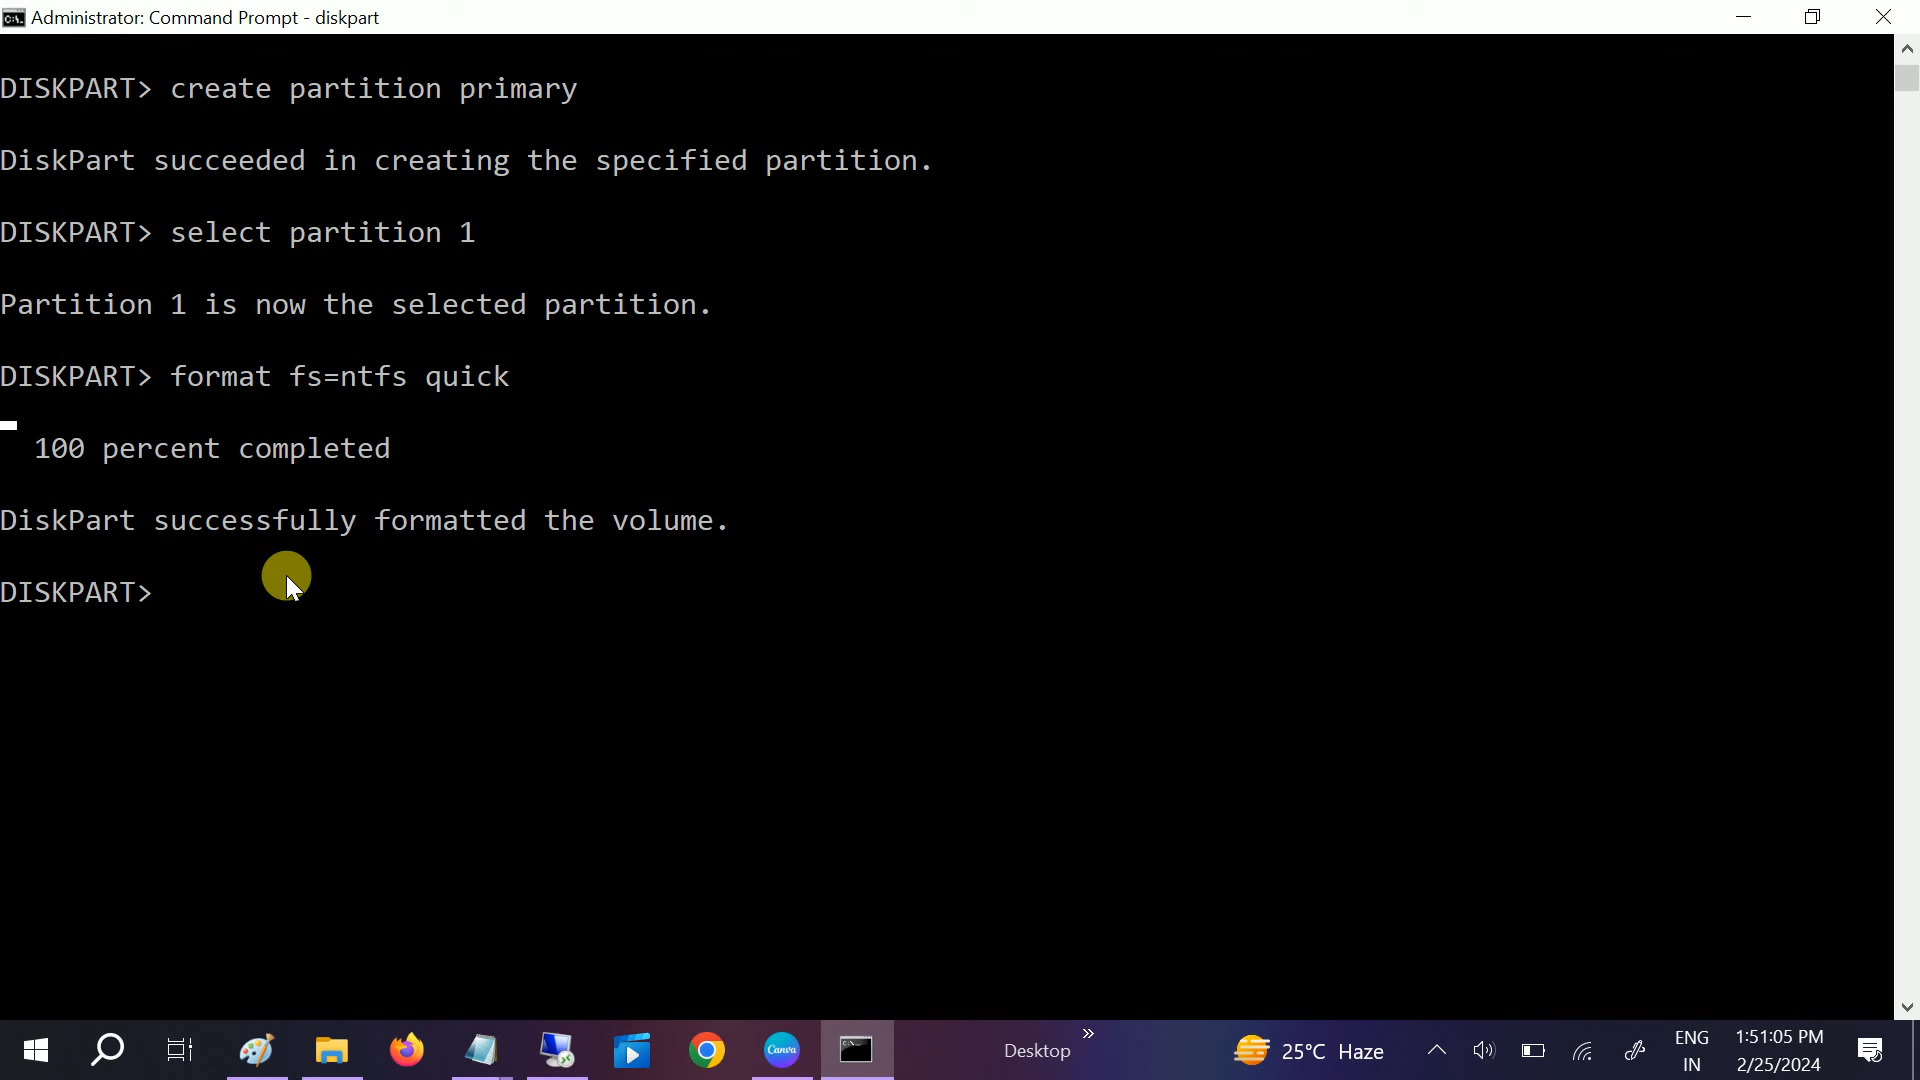 Administrator: Command Prompt - diskpart
DISKPART> create partition primary
DiskPart succeeded in creating the specified partition.
DISKPART> select partition 1
Partition 1 is now the selected partition.
DISKPART> format fs=ntfs quick
100 percent completed
DiskPart successfully formatted the volume.
DISKPART>
Canva
Desktop
25°C Haze
ENG
IN
1:51:05 PM
2/25/2024